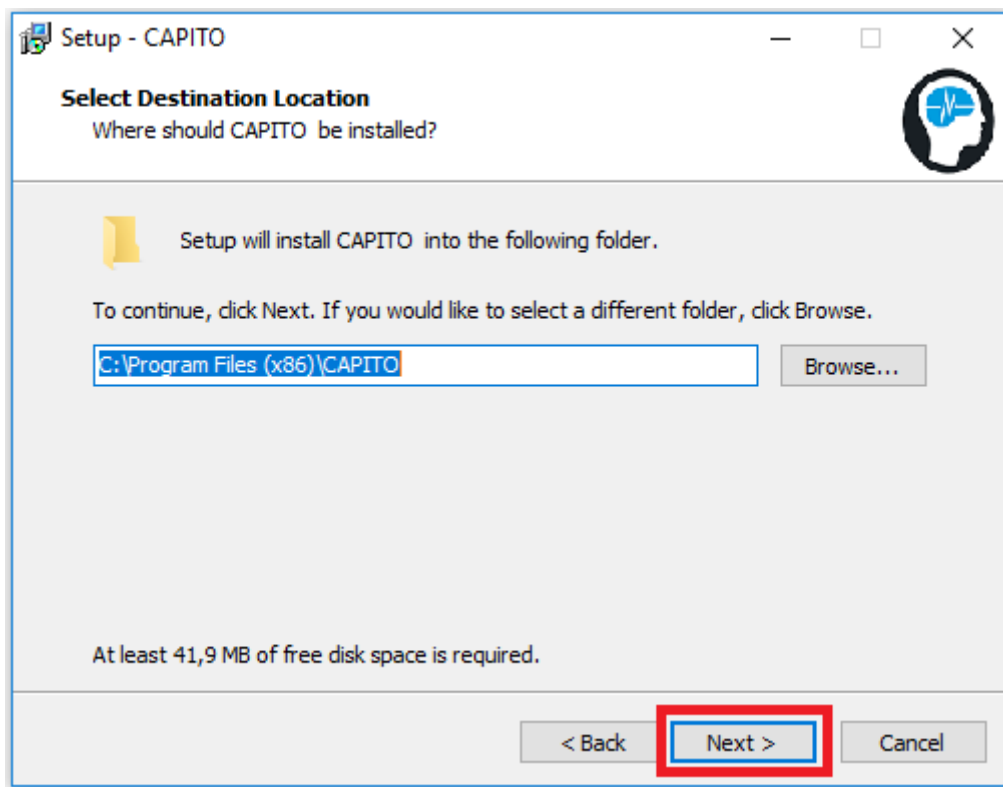 Setup - CAPITO
Select Destination Location
Where should CAPITO  be installed?
Setup will install CAPITO  into the following folder.
To continue, click Next. If you would like to select a different folder, click Browse.
C:\Program Files (x86)\CAPITO
Browse...
At least 41,9 MB of free disk space is required.
< Back
Next >
Cancel